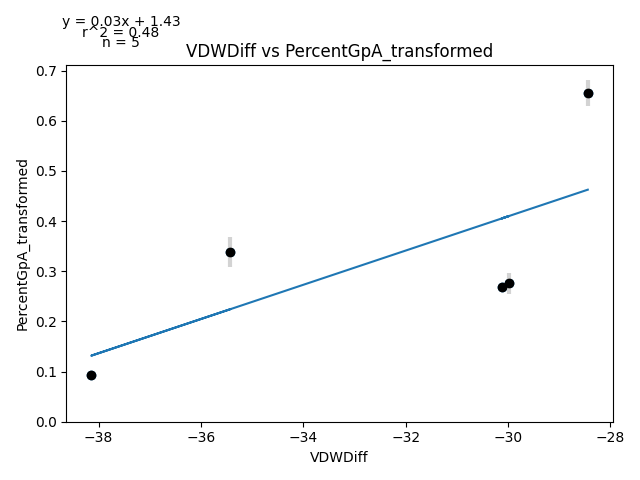 y = 0.03x + 1.43
r^2 = 0.48
n = 5
VDWDiff vs PercentGpA_transformed
PercentGpA_transformed
0.7
0.6
0.5
0.4
0.3
0.2
0.1
0.0
−38
−36
−34
−32
−30
−28
VDWDiff